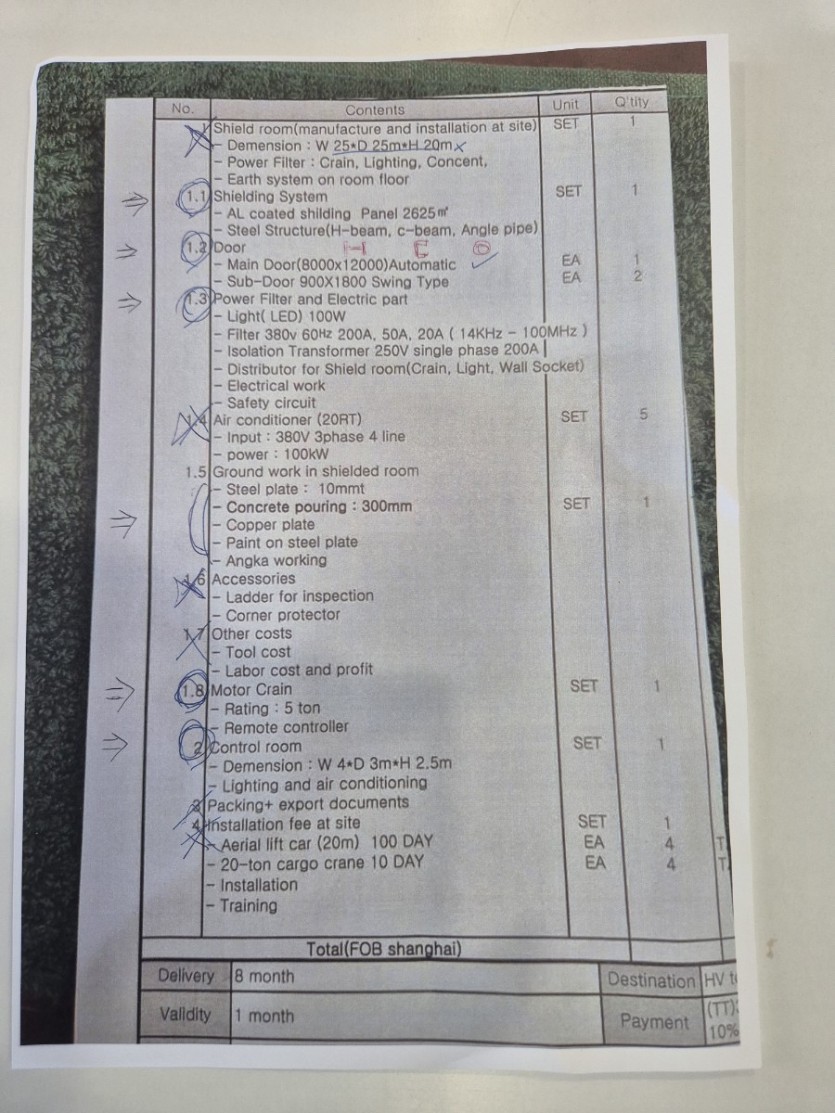 No. Contents Unit Q'tity
1 Shield room(manufacture and installation at site) SET 1
- Demension : W 25*D 25m*H 20m x
- Power Filter : Crain, Lighting, Concent,
- Earth system on room floor
1.1 Shielding System SET 1
- AL coated shilding Panel 2625㎡
- Steel Structure(H-beam, c-beam, Angle pipe)
1.2 Door
- Main Door(8000x12000)Automatic EA 1
- Sub-Door 900X1800 Swing Type EA 2
1.3 Power Filter and Electric part
- Light( LED) 100W
- Filter 380v 60Hz 200A, 50A, 20A ( 14KHz - 100MHz )
- Isolation Transformer 250V single phase 200A
- Distributor for Shield room(Crain, Light, Wall Socket)
- Electrical work
- Safety circuit
1.4 Air conditioner (20RT) SET 5
- Input : 380V 3phase 4 line
- power : 100kW
1.5 Ground work in shielded room
- Steel plate : 10mmt
- Concrete pouring : 300mm SET 1
- Copper plate
- Paint on steel plate
- Angka working
1.6 Accessories
- Ladder for inspection
- Corner protector
1.7 Other costs
- Tool cost
- Labor cost and profit
1.8 Motor Crain SET 1
- Rating : 5 ton
- Remote controller
2 Control room SET 1
- Demension : W 4*D 3m*H 2.5m
- Lighting and air conditioning
3 Packing+ export documents
4 Installation fee at site SET 1
- Aerial lift car (20m) 100 DAY EA 4 T
- 20-ton cargo crane 10 DAY EA 4 T
- Installation
- Training
Total(FOB shanghai)
Delivery 8 month Destination HV
Validity 1 month Payment (TT)
10%